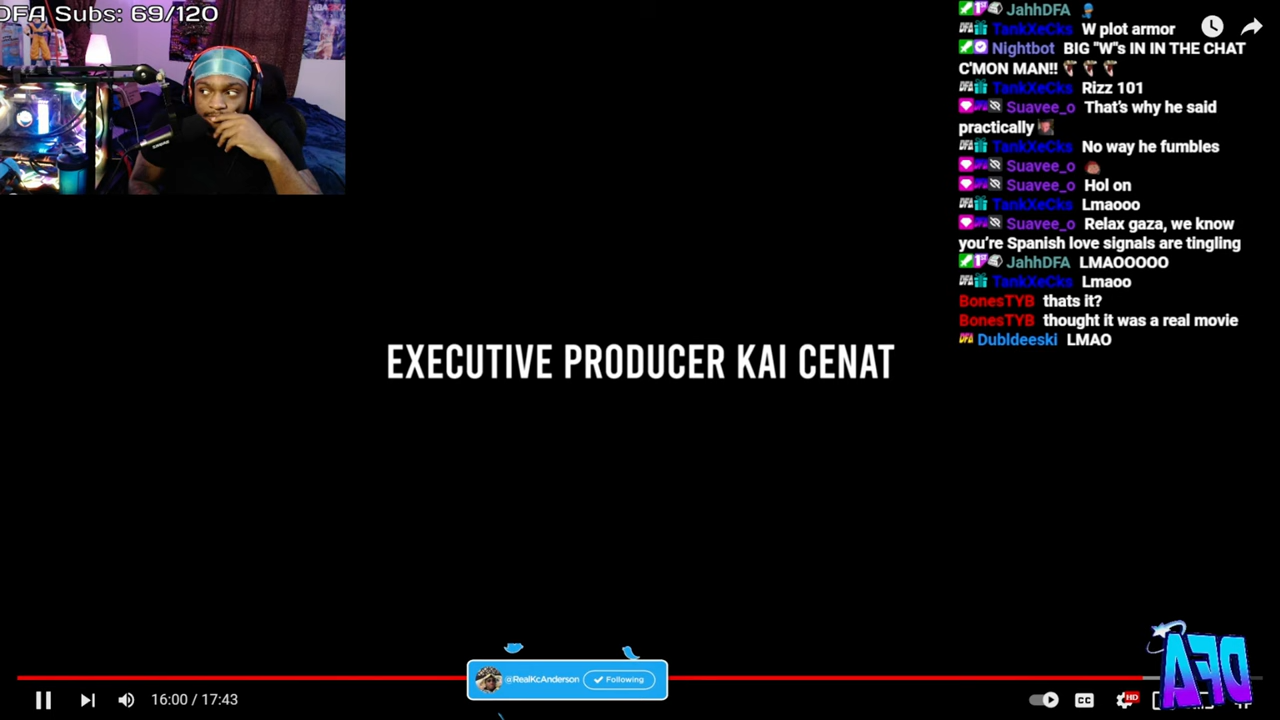 DFA Subs: 69/120
JahhDFA
TankXeCks W plot armor
Nightbot BIG "W"s IN IN THE CHAT
C'MON MAN!!
TankXeCks Rizz 101
Suavee_o That's why he said
practically
TankXeCks No way he fumbles
Suavee_o
Suavee_o Hol on
TankXeCks Lmaooo
Suavee_o Relax gaza, we know
you're Spanish love signals are tingling
JahhDFA LMAOOOOO
TankXeCks Lmaoo
BonesTYB thats it?
BonesTYB thought it was a real movie
Dubldeeski LMAO
EXECUTIVE PRODUCER KAI CENAT
@RealKcAnderson Following
16:00 / 17:43
CC
HD
DFA